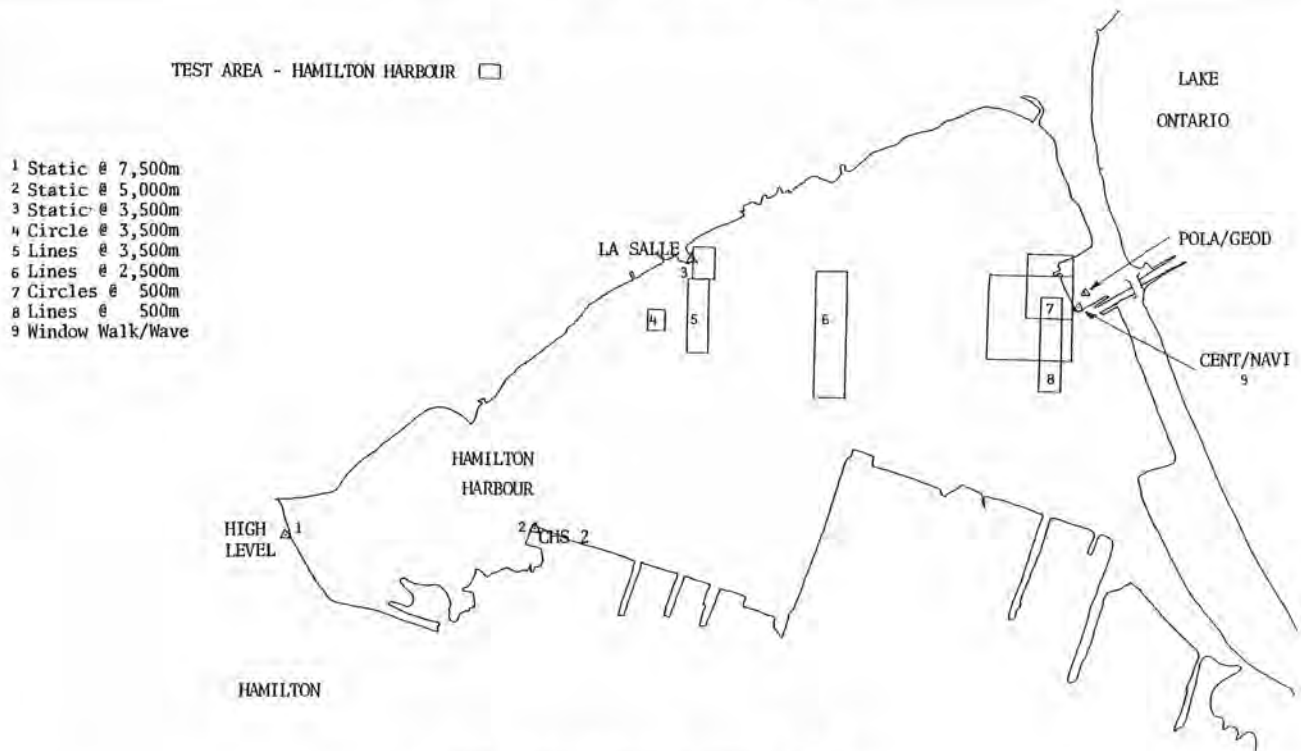 TEST AREA - HAMILTON HARBOUR
LAKE
ONTARIO
1 Static @ 7,500m
2 Static @ 5,000m
3 Static @ 3,500m
4 Circle @ 3,500m
5 Lines @ 3,500m
6 Lines @ 2,500m
7 Circles @ 500m
8 Lines @ 500m
9 Window Walk/Wave
LA SALLE
3
POLA/GEOD
4
5
6
7
8
CENT/NAVI
9
HAMILTON
HARBOUR
HIGH
LEVEL
1
2
CHS 2
HAMILTON